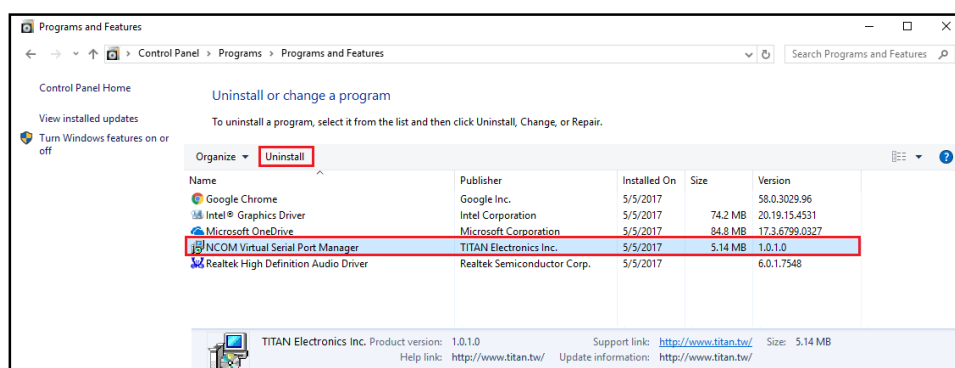 Programs and Features
Control Panel > Programs > Programs and Features
Search Programs and Features
Control Panel Home
View installed updates
Turn Windows features on or
off
Uninstall or change a program
To uninstall a program, select it from the list and then click Uninstall, Change, or Repair.
Organize Uninstall
Name Publisher Installed On Size Version
Google Chrome Google Inc. 5/5/2017 58.0.3029.96
Intel® Graphics Driver Intel Corporation 5/5/2017 74.2 MB 20.19.15.4531
Microsoft OneDrive Microsoft Corporation 5/5/2017 84.8 MB 17.3.6799.0327
NCOM Virtual Serial Port Manager TITAN Electronics Inc. 5/5/2017 5.14 MB 1.0.1.0
Realtek High Definition Audio Driver Realtek Semiconductor Corp. 5/5/2017 6.0.1.7548
TITAN Electronics Inc. Product version: 1.0.1.0 Support link: http://www.titan.tw/ Size: 5.14 MB
Help link: http://www.titan.tw/ Update information: http://www.titan.tw/